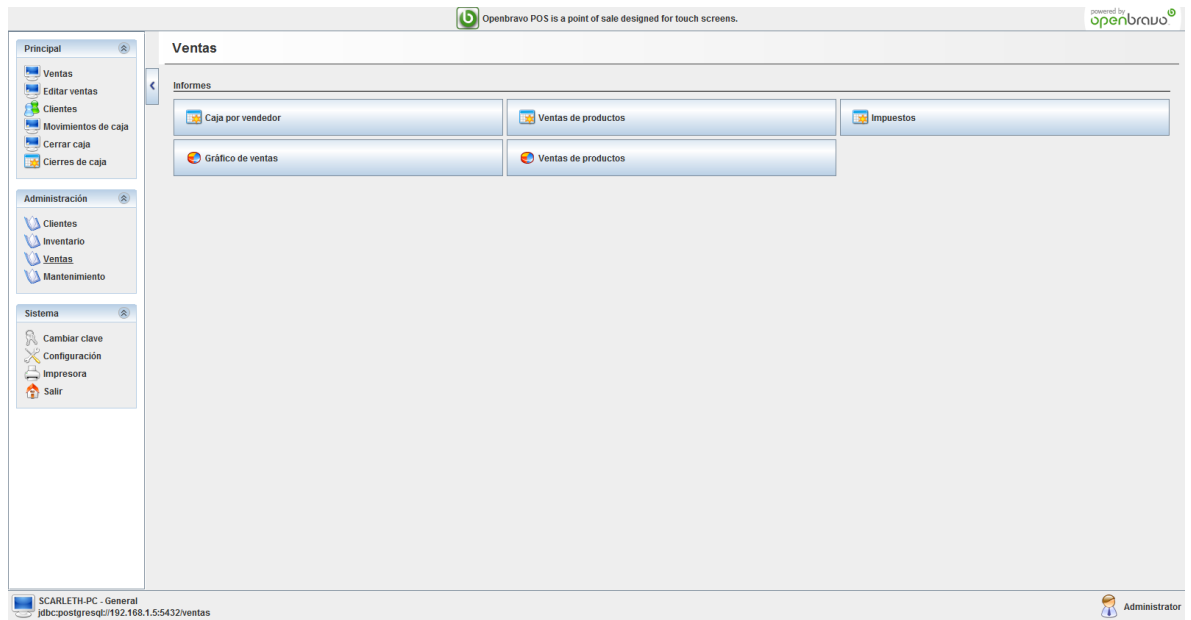 Openbravo POS is a point of sale designed for touch screens.
powered by
openbravo
Principal
Ventas
Editar ventas
Clientes
Movimientos de caja
Cerrar caja
Cierres de caja
Administración
Clientes
Inventario
Ventas
Mantenimiento
Sistema
Cambiar clave
Configuración
Impresora
Salir
Ventas
Informes
Caja por vendedor
Ventas de productos
Impuestos
Gráfico de ventas
Ventas de productos
SCARLETH-PC - General
jdbc:postgresql://192.168.1.5:5432/ventas
Administrator